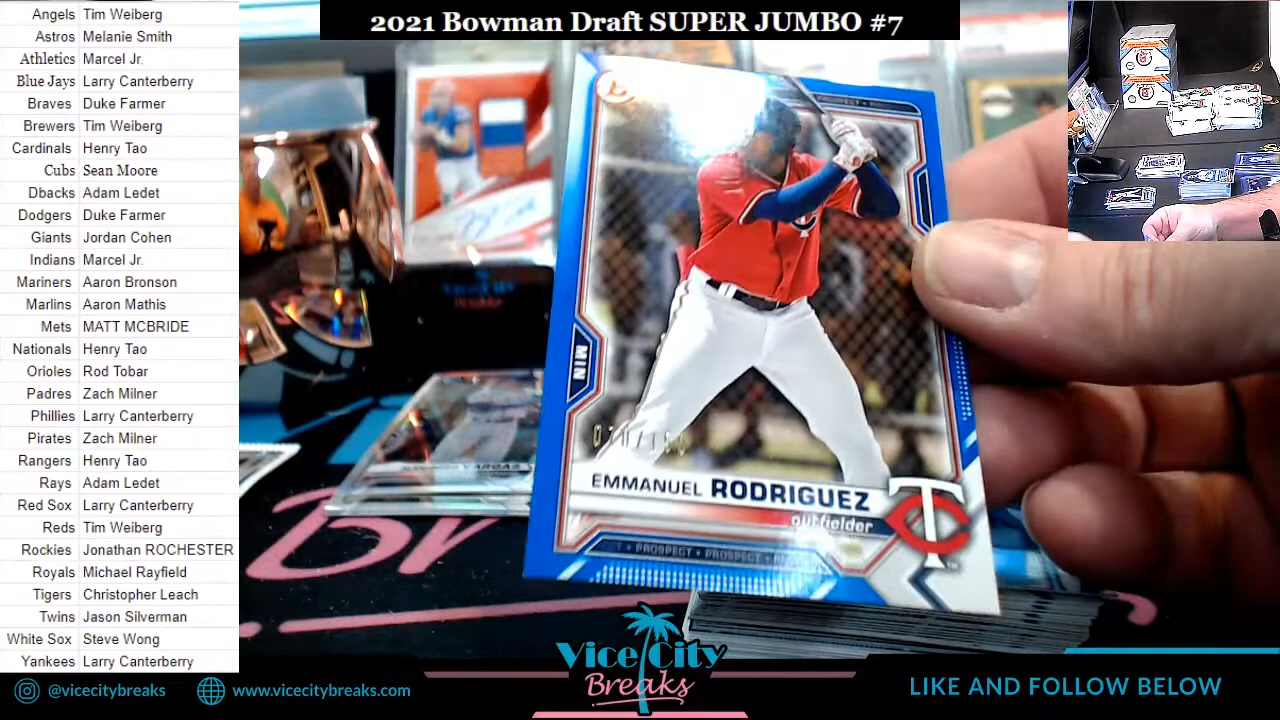 2021 Bowman Draft SUPER JUMBO #7
Angels Tim Weiberg
Astros Melanie Smith
Athletics Marcel Jr.
Blue Jays Larry Canterberry
Braves Duke Farmer
Brewers Tim Weiberg
Cardinals Henry Tao
Cubs Sean Moore
Dbacks Adam Ledet
Dodgers Duke Farmer
Giants Jordan Cohen
Indians Marcel Jr.
Mariners Aaron Bronson
Marlins Aaron Mathis
Mets MATT MCBRIDE
Nationals Henry Tao
Orioles Rod Tobar
Padres Zach Milner
Phillies Larry Canterberry
Pirates Zach Milner
Rangers Henry Tao
Rays Adam Ledet
Red Sox Larry Canterberry
Reds Tim Weiberg
Rockies Jonathan ROCHESTER
Royals Michael Rayfield
Tigers Christopher Leach
Twins Jason Silverman
White Sox Steve Wong
Yankees Larry Canterberry
PROSPECT
MIN
EMMANUEL RODRIGUEZ
outfielder
PROSPECT • PROSPECT
TC
VARGAS
Vice City
Breaks
@vicecitybreaks
www.vicecitybreaks.com
LIKE AND FOLLOW BELOW